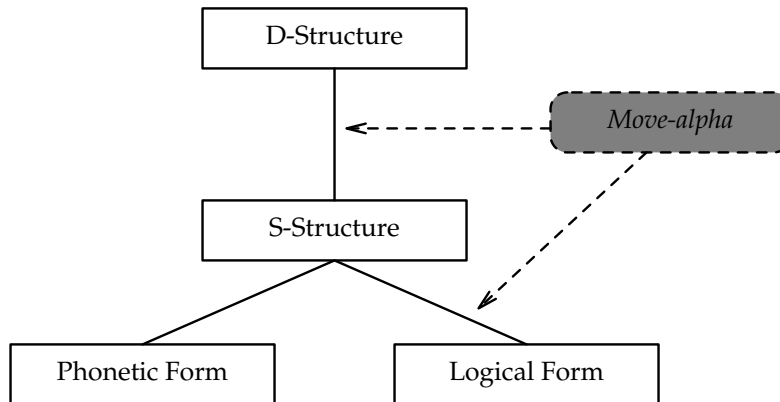 D-Structure
Move-alpha
S-Structure
Phonetic Form
Logical Form